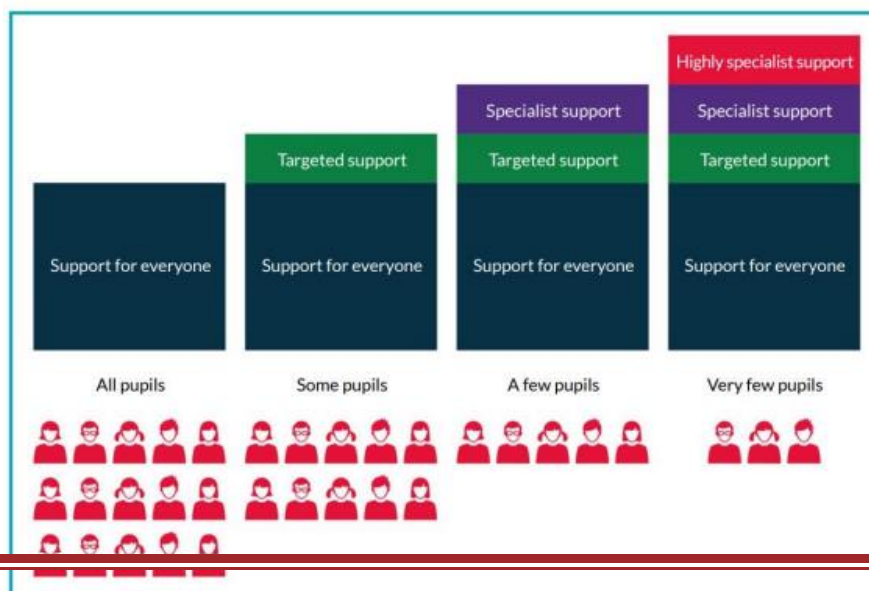 Highly specialist support
Specialist support
Specialist support
Targeted support
Targeted support
Targeted support
Support for everyone
Support for everyone
Support for everyone
Support for everyone
All pupils
Some pupils
A few pupils
Very few pupils